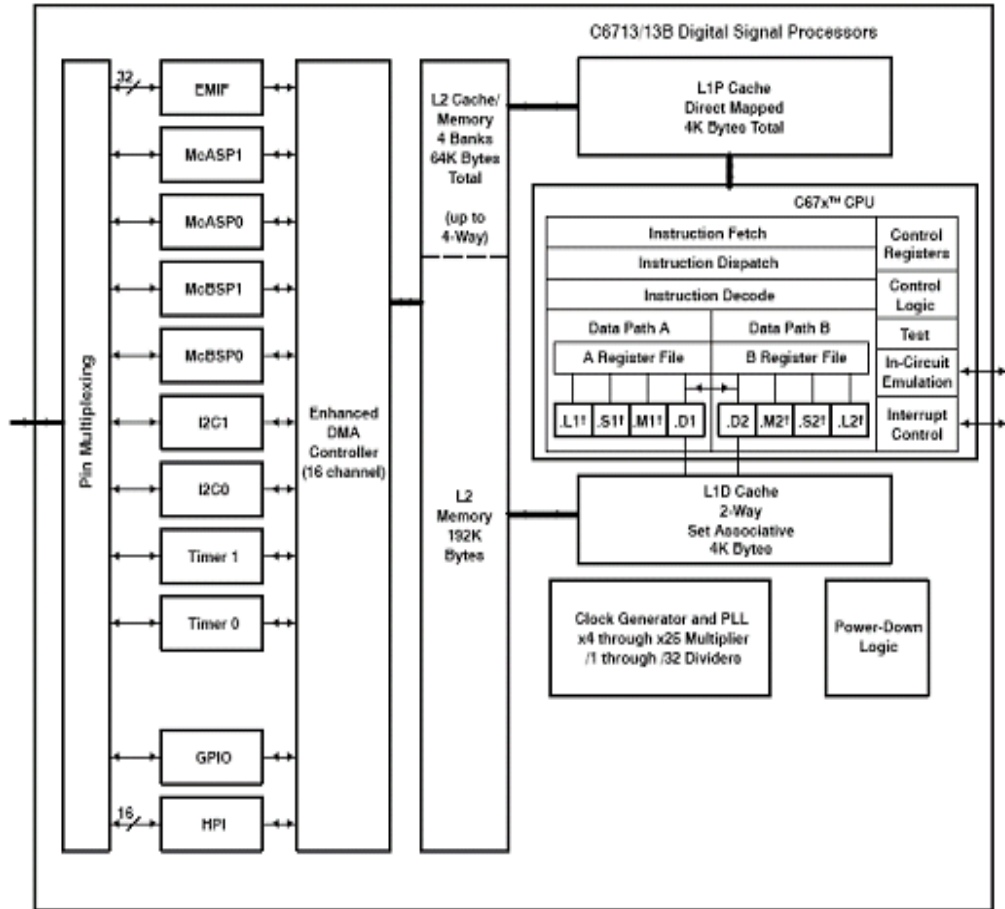 C6713/13B Digital Signal Processors
32
EMIF
McASP1
McASP0
McBSP1
McBSP0
I2C1
I2C0
Timer 1
Timer 0
GPIO
16
HPI
Pin Multiplexing
Enhanced
DMA
Controller
(16 channel)
L2 Cache/
Memory
4 Banks
64K Bytes
Total
(up to
4-Way)
L2
Memory
192K
Bytes
L1P Cache
Direct Mapped
4K Bytes Total
C67x™ CPU
Instruction Fetch
Instruction Dispatch
Instruction Decode
Data Path A
Data Path B
A Register File
B Register File
.L1† .S1† .M1† .D1
.D2 .M2† .S2† .L2†
Control
Registers
Control
Logic
Test
In-Circuit
Emulation
Interrupt
Control
L1D Cache
2-Way
Set Associative
4K Bytes
Clock Generator and PLL
x4 through x25 Multiplier
/1 through /32 Dividers
Power-Down
Logic